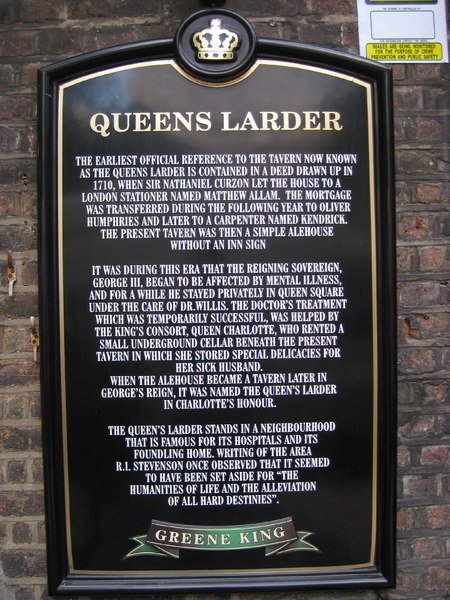 IMAGES ARE BEING MONITORED
FOR THE PURPOSE OF CRIME
PREVENTION AND PUBLIC SAFETY
QUEENS LARDER
THE EARLIEST OFFICIAL REFERENCE TO THE TAVERN NOW KNOWN
AS THE QUEENS LARDER IS CONTAINED IN A DEED DRAWN UP IN
1710, WHEN SIR NATHANIEL CURZON LET THE HOUSE TO A
LONDON STATIONER NAMED MATTHEW ALLAM. THE MORTGAGE
WAS TRANSFERRED DURING THE FOLLOWING YEAR TO OLIVER
HUMPHRIES AND LATER TO A CARPENTER NAMED KENDRICK.
THE PRESENT TAVERN WAS THEN A SIMPLE ALEHOUSE
WITHOUT AN INN SIGN
IT WAS DURING THIS ERA THAT THE REIGNING SOVEREIGN,
GEORGE III, BEGAN TO BE AFFECTED BY MENTAL ILLNESS,
AND FOR A WHILE HE STAYED PRIVATELY IN QUEEN SQUARE
UNDER THE CARE OF DR.WILLIS. THE DOCTOR'S TREATMENT
WHICH WAS TEMPORARILY SUCCESSFUL, WAS HELPED BY
THE KING'S CONSORT, QUEEN CHARLOTTE, WHO RENTED A
SMALL UNDERGROUND CELLAR BENEATH THE PRESENT
TAVERN IN WHICH SHE STORED SPECIAL DELICACIES FOR
HER SICK HUSBAND.
WHEN THE ALEHOUSE BECAME A TAVERN LATER IN
GEORGE'S REIGN, IT WAS NAMED THE QUEEN'S LARDER
IN CHARLOTTE'S HONOUR.
THE QUEEN'S LARDER STANDS IN A NEIGHBOURHOOD
THAT IS FAMOUS FOR ITS HOSPITALS AND ITS
FOUNDLING HOME. WRITING OF THE AREA
R.L. STEVENSON ONCE OBSERVED THAT IT SEEMED
TO HAVE BEEN SET ASIDE FOR "THE
HUMANITIES OF LIFE AND THE ALLEVIATION
OF ALL HARD DESTINIES".
GREENE KING